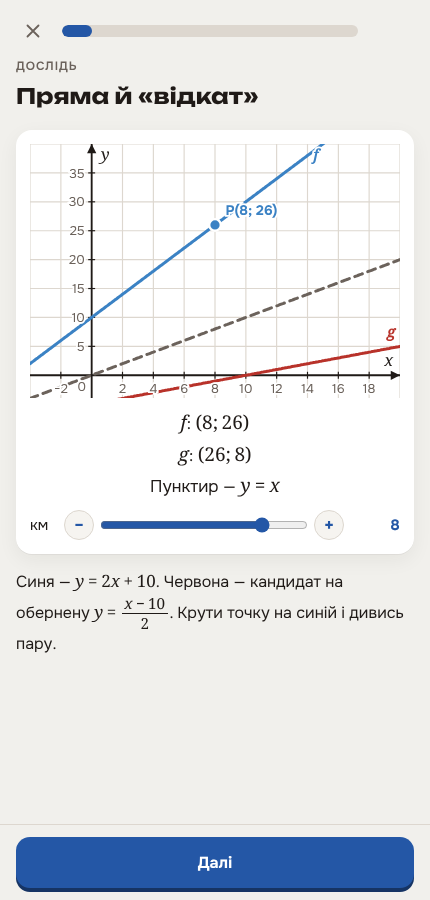 ДОСЛІДЬ
Пряма й «відкат»
y
f
35
30
P(8; 26)
25
20
15
10
5
g
x
−2 0 2 4 6 8 10 12 14 16 18
f: (8; 26)
g: (26; 8)
Пунктир – y = x
км − + 8
Синя – y = 2x + 10. Червона – кандидат на
обернену y = (x − 10)/2. Крути точку на синій і дивись
пару.
Далі